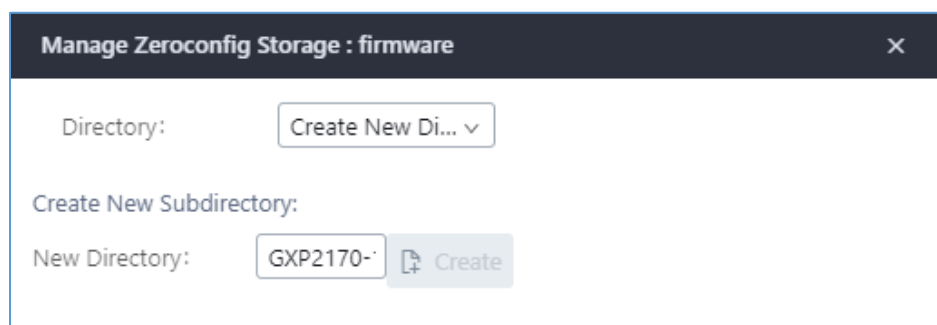 Manage Zeroconfig Storage : firmware ×
Directory: Create New Di...
Create New Subdirectory:
New Directory: GXP2170- Create